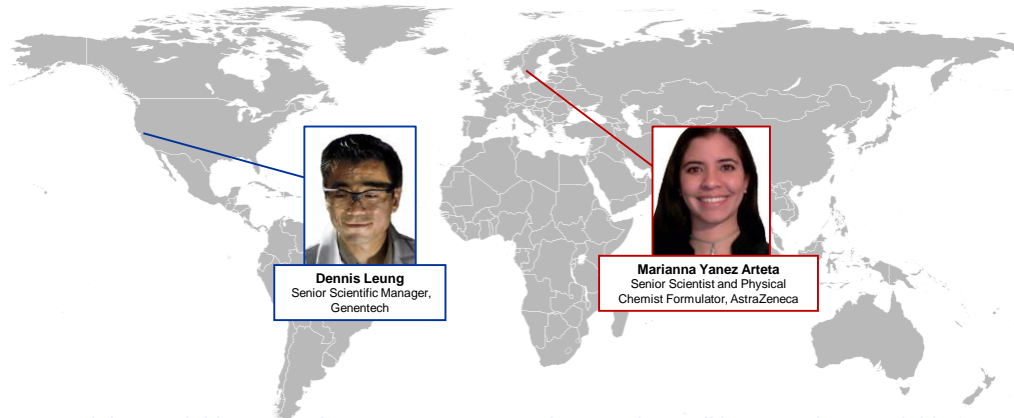 Dennis Leung
Senior Scientific Manager,
Genentech
Marianna Yanez Arteta
Senior Scientist and Physical
Chemist Formulator, AstraZeneca